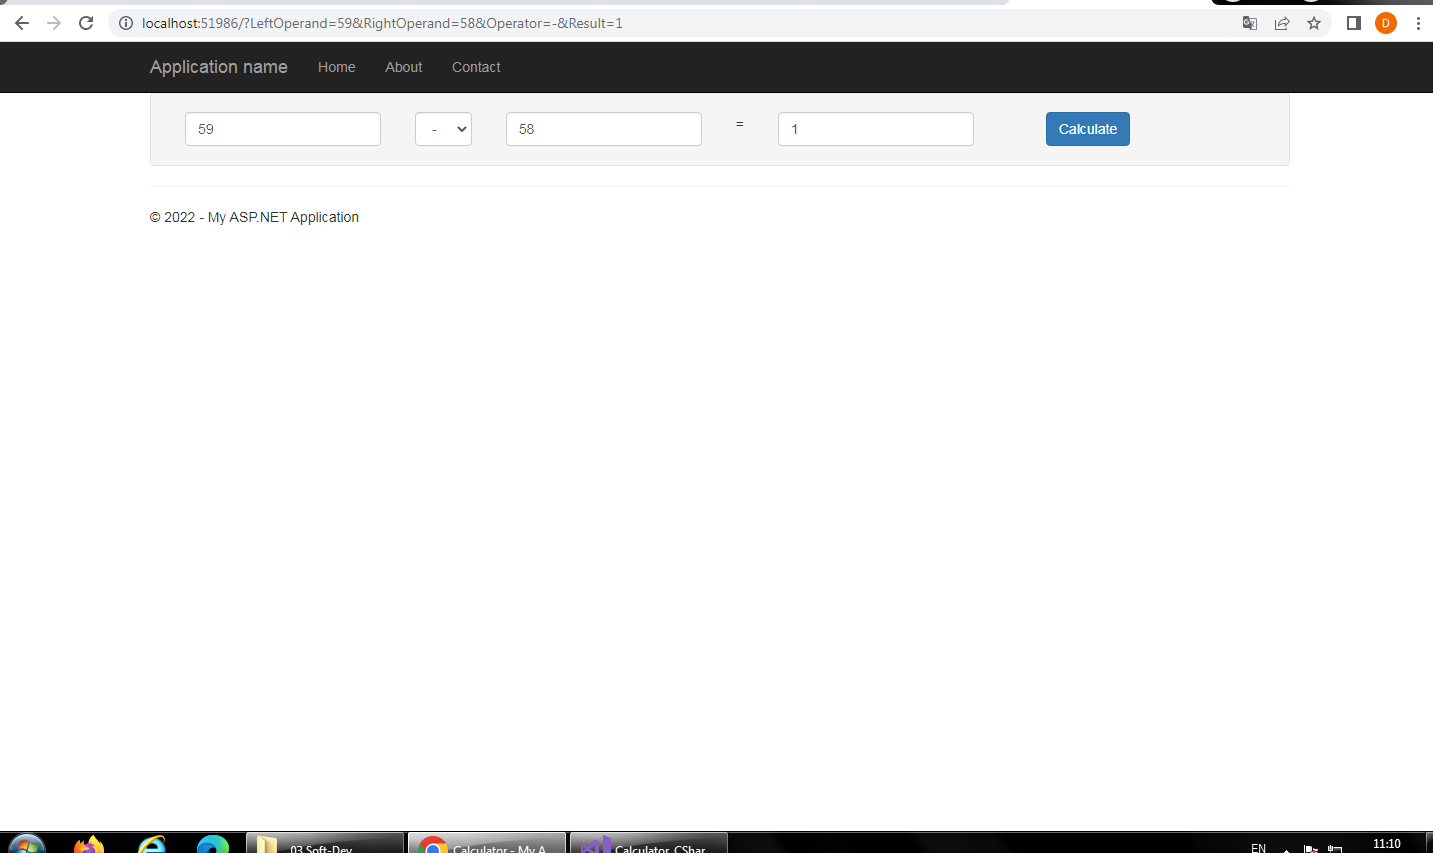 localhost:51986/?LeftOperand=59&RightOperand=58&Operator=-&Result=1
D
Application name Home About Contact
59 - 58 = 1 Calculate
© 2022 - My ASP.NET Application
03 Soft-Dev Calculator - My A Calculator_CShar EN 11:10